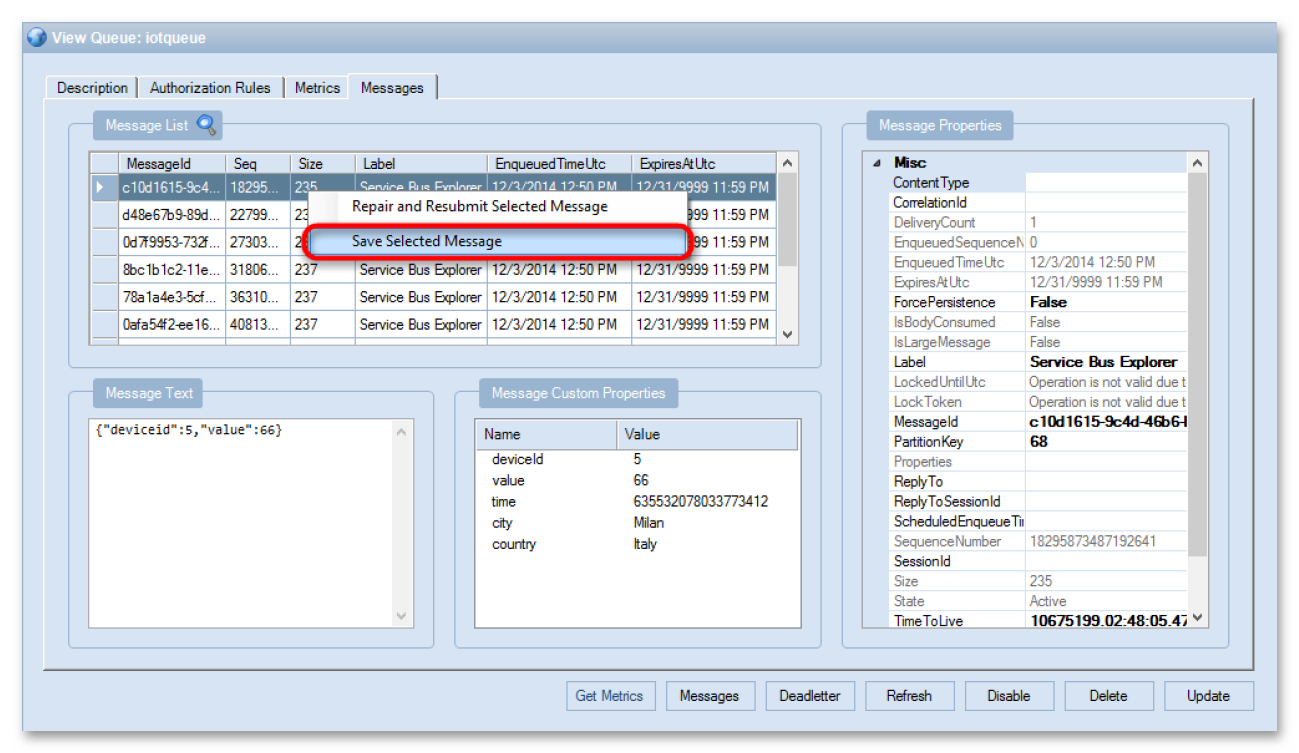 View Queue: iotqueue
Description Authorization Rules Metrics Messages
Message List
MessageId Seq Size Label EnqueuedTimeUtc ExpiresAtUtc
c10d1615-9c4... 18295... 235 Service Bus Explorer 12/3/2014 12:50 PM 12/31/9999 11:59 PM
d48e67b9-89d... 22799... 999 11:59 PM
Repair and Resubmit Selected Message
0d7f9953-732f... 27303... 11:59 PM
Save Selected Message
8bc1b1c2-11e... 31806... 237 Service Bus Explorer 12/3/2014 12:50 PM 12/31/9999 11:59 PM
78a1a4e3-5cf... 36310... 237 Service Bus Explorer 12/3/2014 12:50 PM 12/31/9999 11:59 PM
0afa54f2-ee16... 40813... 237 Service Bus Explorer 12/3/2014 12:50 PM 12/31/9999 11:59 PM
Message Text
{"deviceid":5,"value":66}
Message Custom Properties
Name Value
deviceId 5
value 66
time 635532078033773412
city Milan
country Italy
Message Properties
Misc
ContentType
CorrelationId
DeliveryCount 1
EnqueuedSequenceN 0
EnqueuedTimeUtc 12/3/2014 12:50 PM
ExpiresAtUtc 12/31/9999 11:59 PM
ForcePersistence False
IsBodyConsumed False
IsLargeMessage False
Label Service Bus Explorer
LockedUntilUtc Operation is not valid due t
LockToken Operation is not valid due t
MessageId c10d1615-9c4d-46b6-
PartitionKey 68
Properties
ReplyTo
ReplyToSessionId
ScheduledEnqueueTi
SequenceNumber 18295873487192641
SessionId
Size 235
State Active
TimeToLive 10675199.02:48:05.47
Get Metrics Messages Deadletter Refresh Disable Delete Update